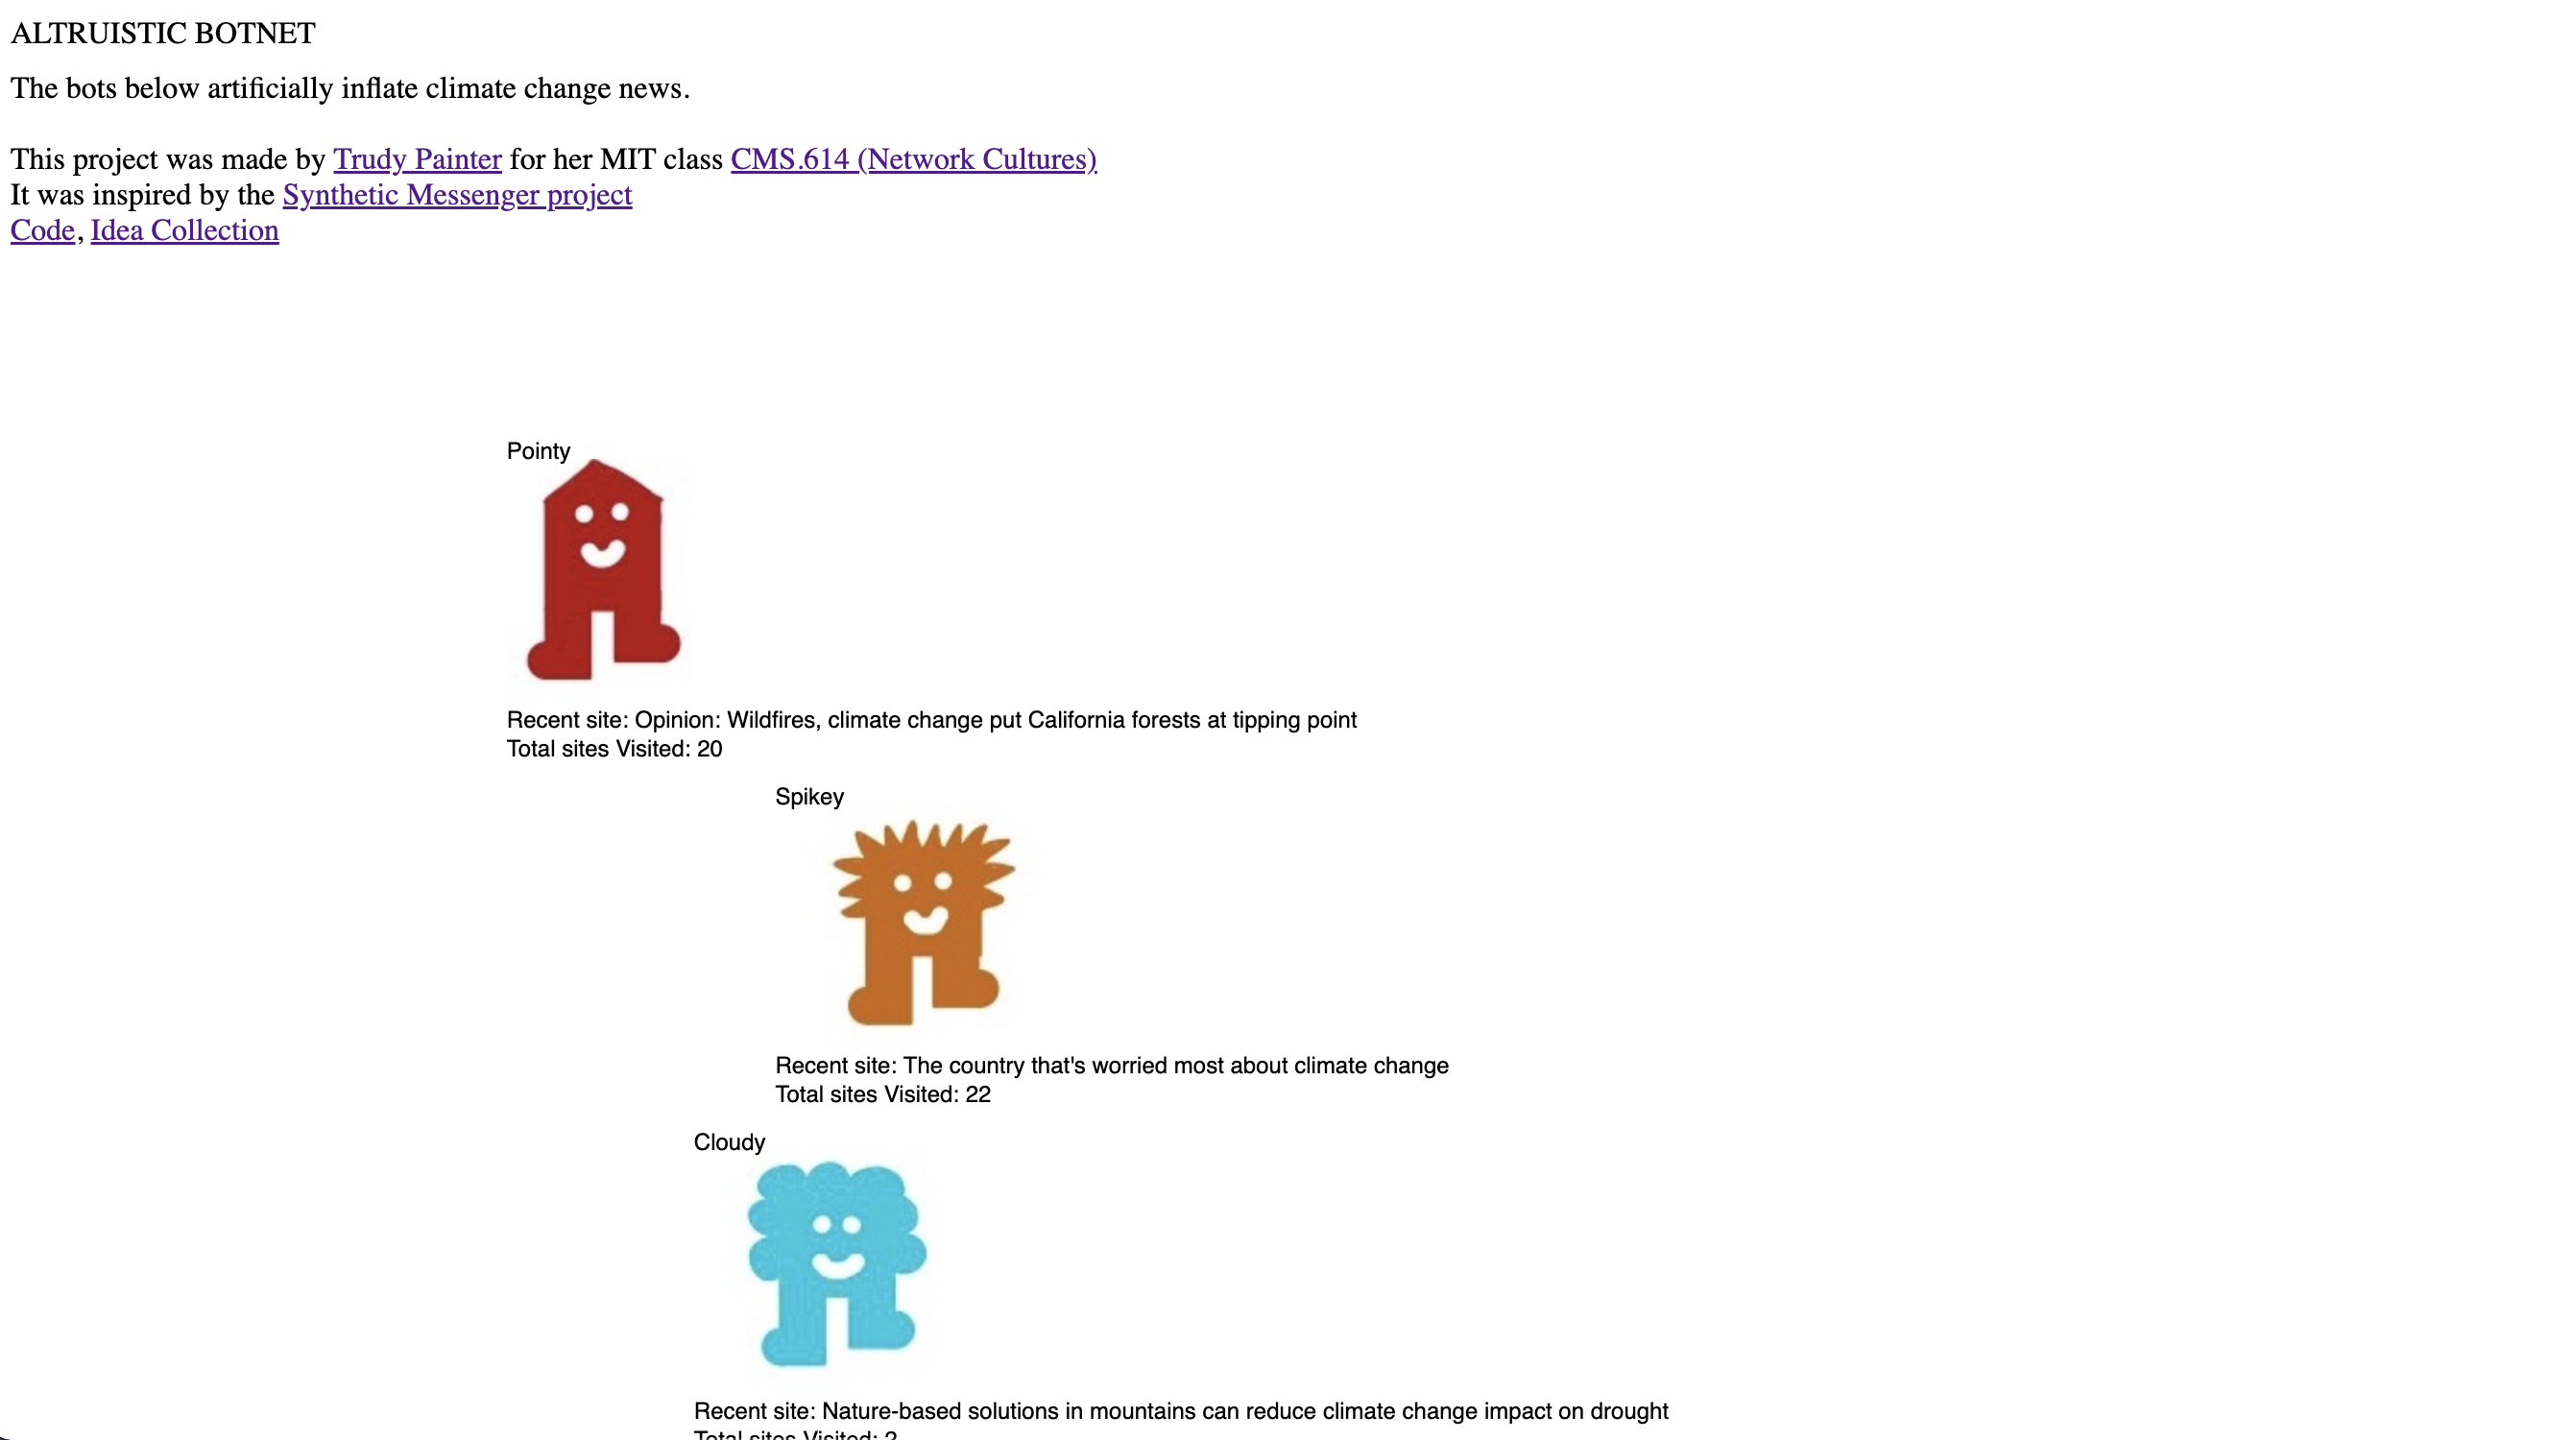 ALTRUISTIC BOTNET
The bots below artificially inflate climate change news.
This project was made by Trudy Painter for her MIT class CMS.614 (Network Cultures)
It was inspired by the Synthetic Messenger project
Code, Idea Collection
Pointy
Recent site: Opinion: Wildfires, climate change put California forests at tipping point
Total sites Visited: 20
Spikey
Recent site: The country that's worried most about climate change
Total sites Visited: 22
Cloudy
Recent site: Nature-based solutions in mountains can reduce climate change impact on drought
Total sites Visited: